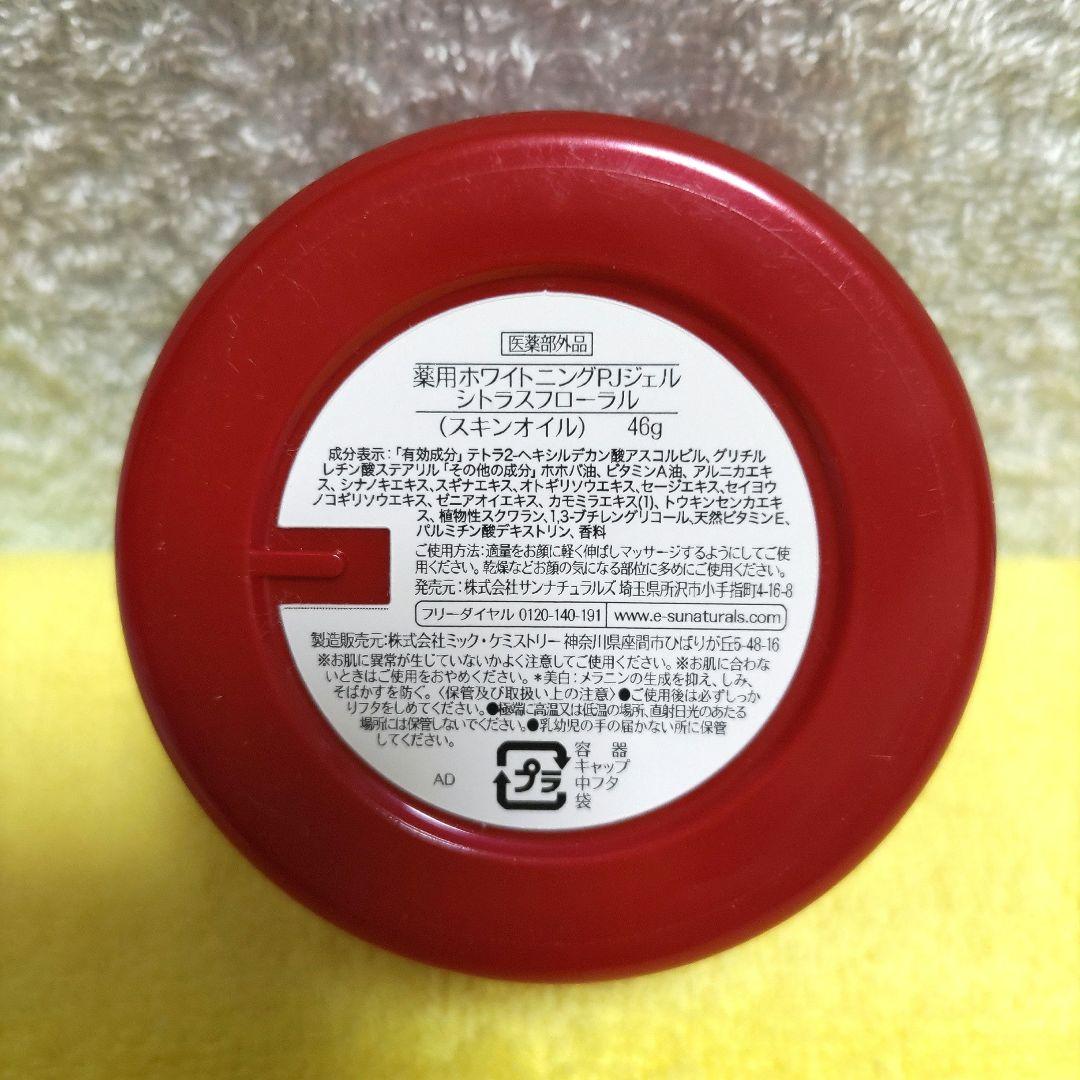 医薬部外品
薬用ホワイトニングPJジェル
シトラスフローラル
(スキンオイル) 46g
成分表示:「有効成分」テトラ2-ヘキシルデカン酸アスコルビル、グリチル
レチン酸ステアリル「その他の成分」ホホバ油、ビタミンA油、アルニカエキ
ス、シナノキエキス、スギナエキス、オトギリソウエキス、セージエキス、セイヨウ
ノコギリソウエキス、ゼニアオイエキス、カモミラエキス(1)、トウキンセンカエキ
ス、植物性スクワラン、1,3-ブチレングリコール、天然ビタミンE、
パルミチン酸デキストリン、香料
ご使用方法:適量をお顔に軽く伸ばしマッサージするようにしてご使
用ください。乾燥などお顔の気になる部位に多めにご使用ください。
発売元:株式会社サンナチュラルズ 埼玉県所沢市小手指町4-16-8
フリーダイヤル 0120-140-191 www.e-sunaturals.com
製造販売元:株式会社ミック・ケミストリー 神奈川県座間市ひばりが丘5-48-16
※お肌に異常が生じていないかよく注意してご使用ください。※お肌に合わな
いときはご使用をおやめください。*美白:メラニンの生成を抑え、しみ、
そばかすを防ぐ。〈保管及び取扱い上の注意〉●ご使用後は必ずしっか
りフタをしめてください。●極端に高温又は低温の場所、直射日光のあたる
場所には保管しないでください。●乳幼児の手の届かない所に保管
してください。
AD
プラ
容器
キャップ
中フタ
袋